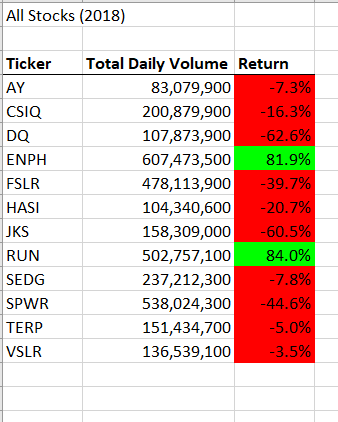 All Stocks (2018)
Ticker Total Daily Volume Return
AY 83,079,900 -7.3%
CSIQ 200,879,900 -16.3%
DQ 107,873,900 -62.6%
ENPH 607,473,500 81.9%
FSLR 478,113,900 -39.7%
HASI 104,340,600 -20.7%
JKS 158,309,000 -60.5%
RUN 502,757,100 84.0%
SEDG 237,212,300 -7.8%
SPWR 538,024,300 -44.6%
TERP 151,434,700 -5.0%
VSLR 136,539,100 -3.5%